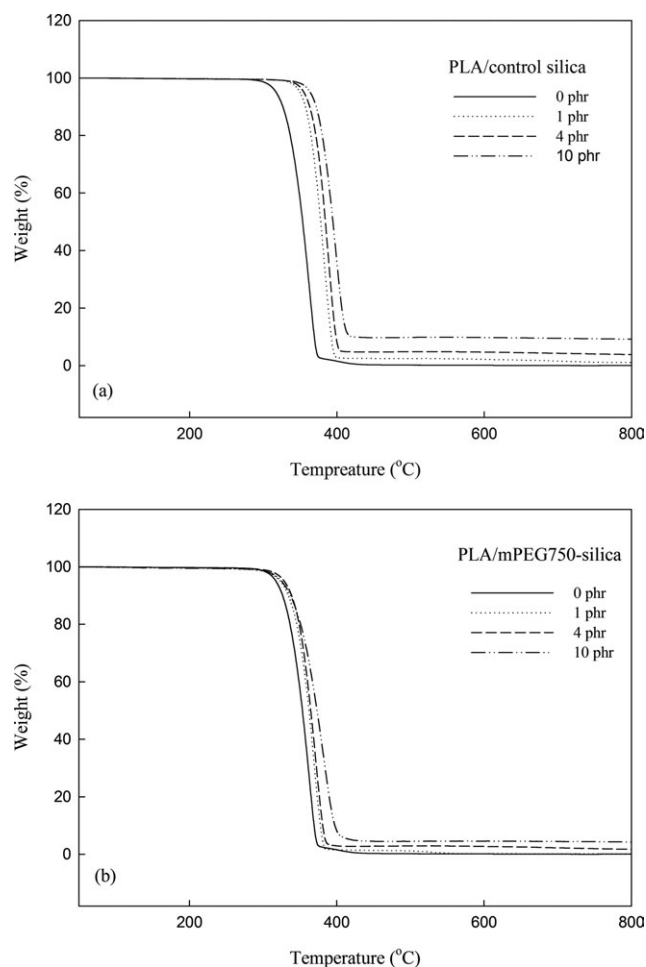 120
100
80
60
40
20
0
Weight (%)
PLA/control silica
0 phr
1 phr
4 phr
10 phr
(a)
200
400
600
800
Tempreature (°C)
120
100
80
60
40
20
0
Weight (%)
PLA/mPEG750-silica
0 phr
1 phr
4 phr
10 phr
(b)
200
400
600
800
Temperature (°C)